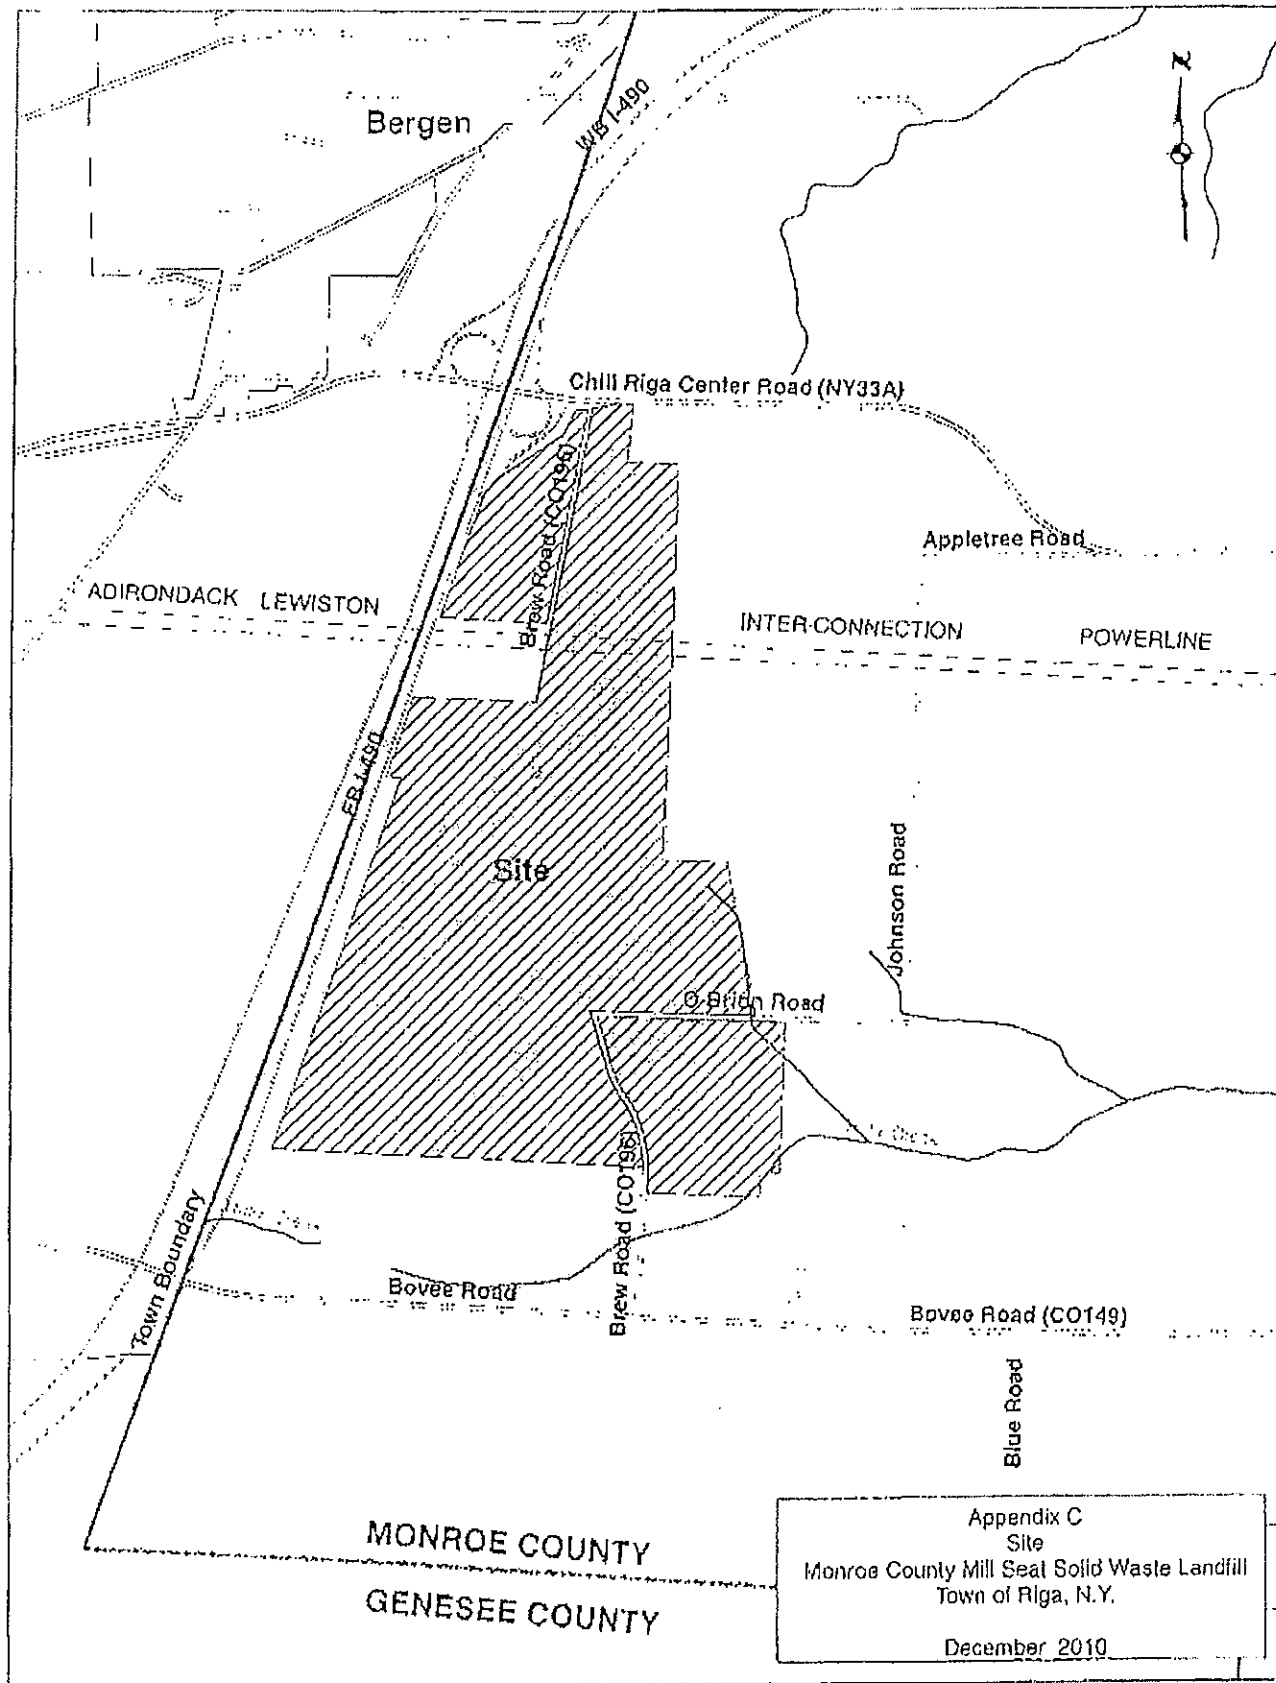 Bergen
WB I-490
Z
Chili Riga Center Road (NY33A)
Brew Road (CO196)
Appletree Road
ADIRONDACK LEWISTON
INTER-CONNECTION
POWERLINE
EB I-490
Site
Johnson Road
O Brien Road
Brew Road (CO196)
Town Boundary
Bovee Road
Bovee Road (CO149)
Blue Road
MONROE COUNTY
GENESEE COUNTY
Appendix C
Site
Monroe County Mill Seat Solid Waste Landfill
Town of Riga, N.Y.
December 2010